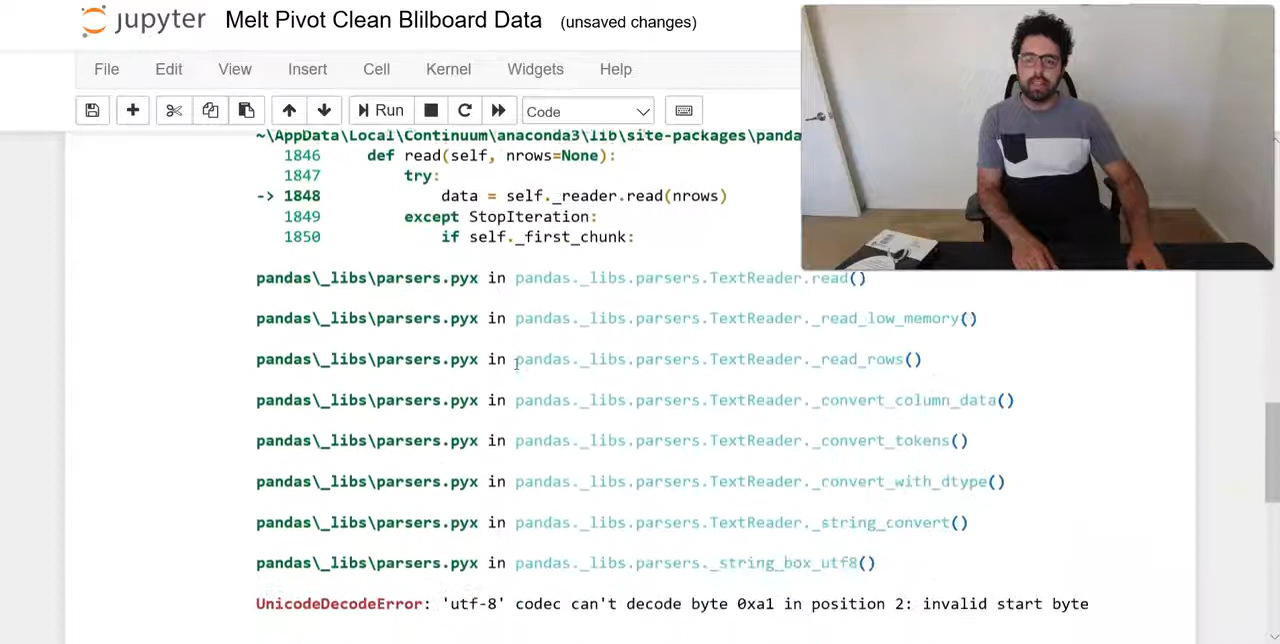 jupyter Melt Pivot Clean Blilboard Data (unsaved changes)
File Edit View Insert Cell Kernel Widgets Help
Run Code
~\AppData\Local\Continuum\anaconda3\lib\site-packages\panda
1846 def read(self, nrows=None):
1847 try:
-> 1848 data = self._reader.read(nrows)
1849 except StopIteration:
1850 if self._first_chunk:
pandas\_libs\parsers.pyx in pandas._libs.parsers.TextReader.read()
pandas\_libs\parsers.pyx in pandas._libs.parsers.TextReader._read_low_memory()
pandas\_libs\parsers.pyx in pandas._libs.parsers.TextReader._read_rows()
pandas\_libs\parsers.pyx in pandas._libs.parsers.TextReader._convert_column_data()
pandas\_libs\parsers.pyx in pandas._libs.parsers.TextReader._convert_tokens()
pandas\_libs\parsers.pyx in pandas._libs.parsers.TextReader._convert_with_dtype()
pandas\_libs\parsers.pyx in pandas._libs.parsers.TextReader._string_convert()
pandas\_libs\parsers.pyx in pandas._libs.parsers._string_box_utf8()
UnicodeDecodeError: 'utf-8' codec can't decode byte 0xa1 in position 2: invalid start byte